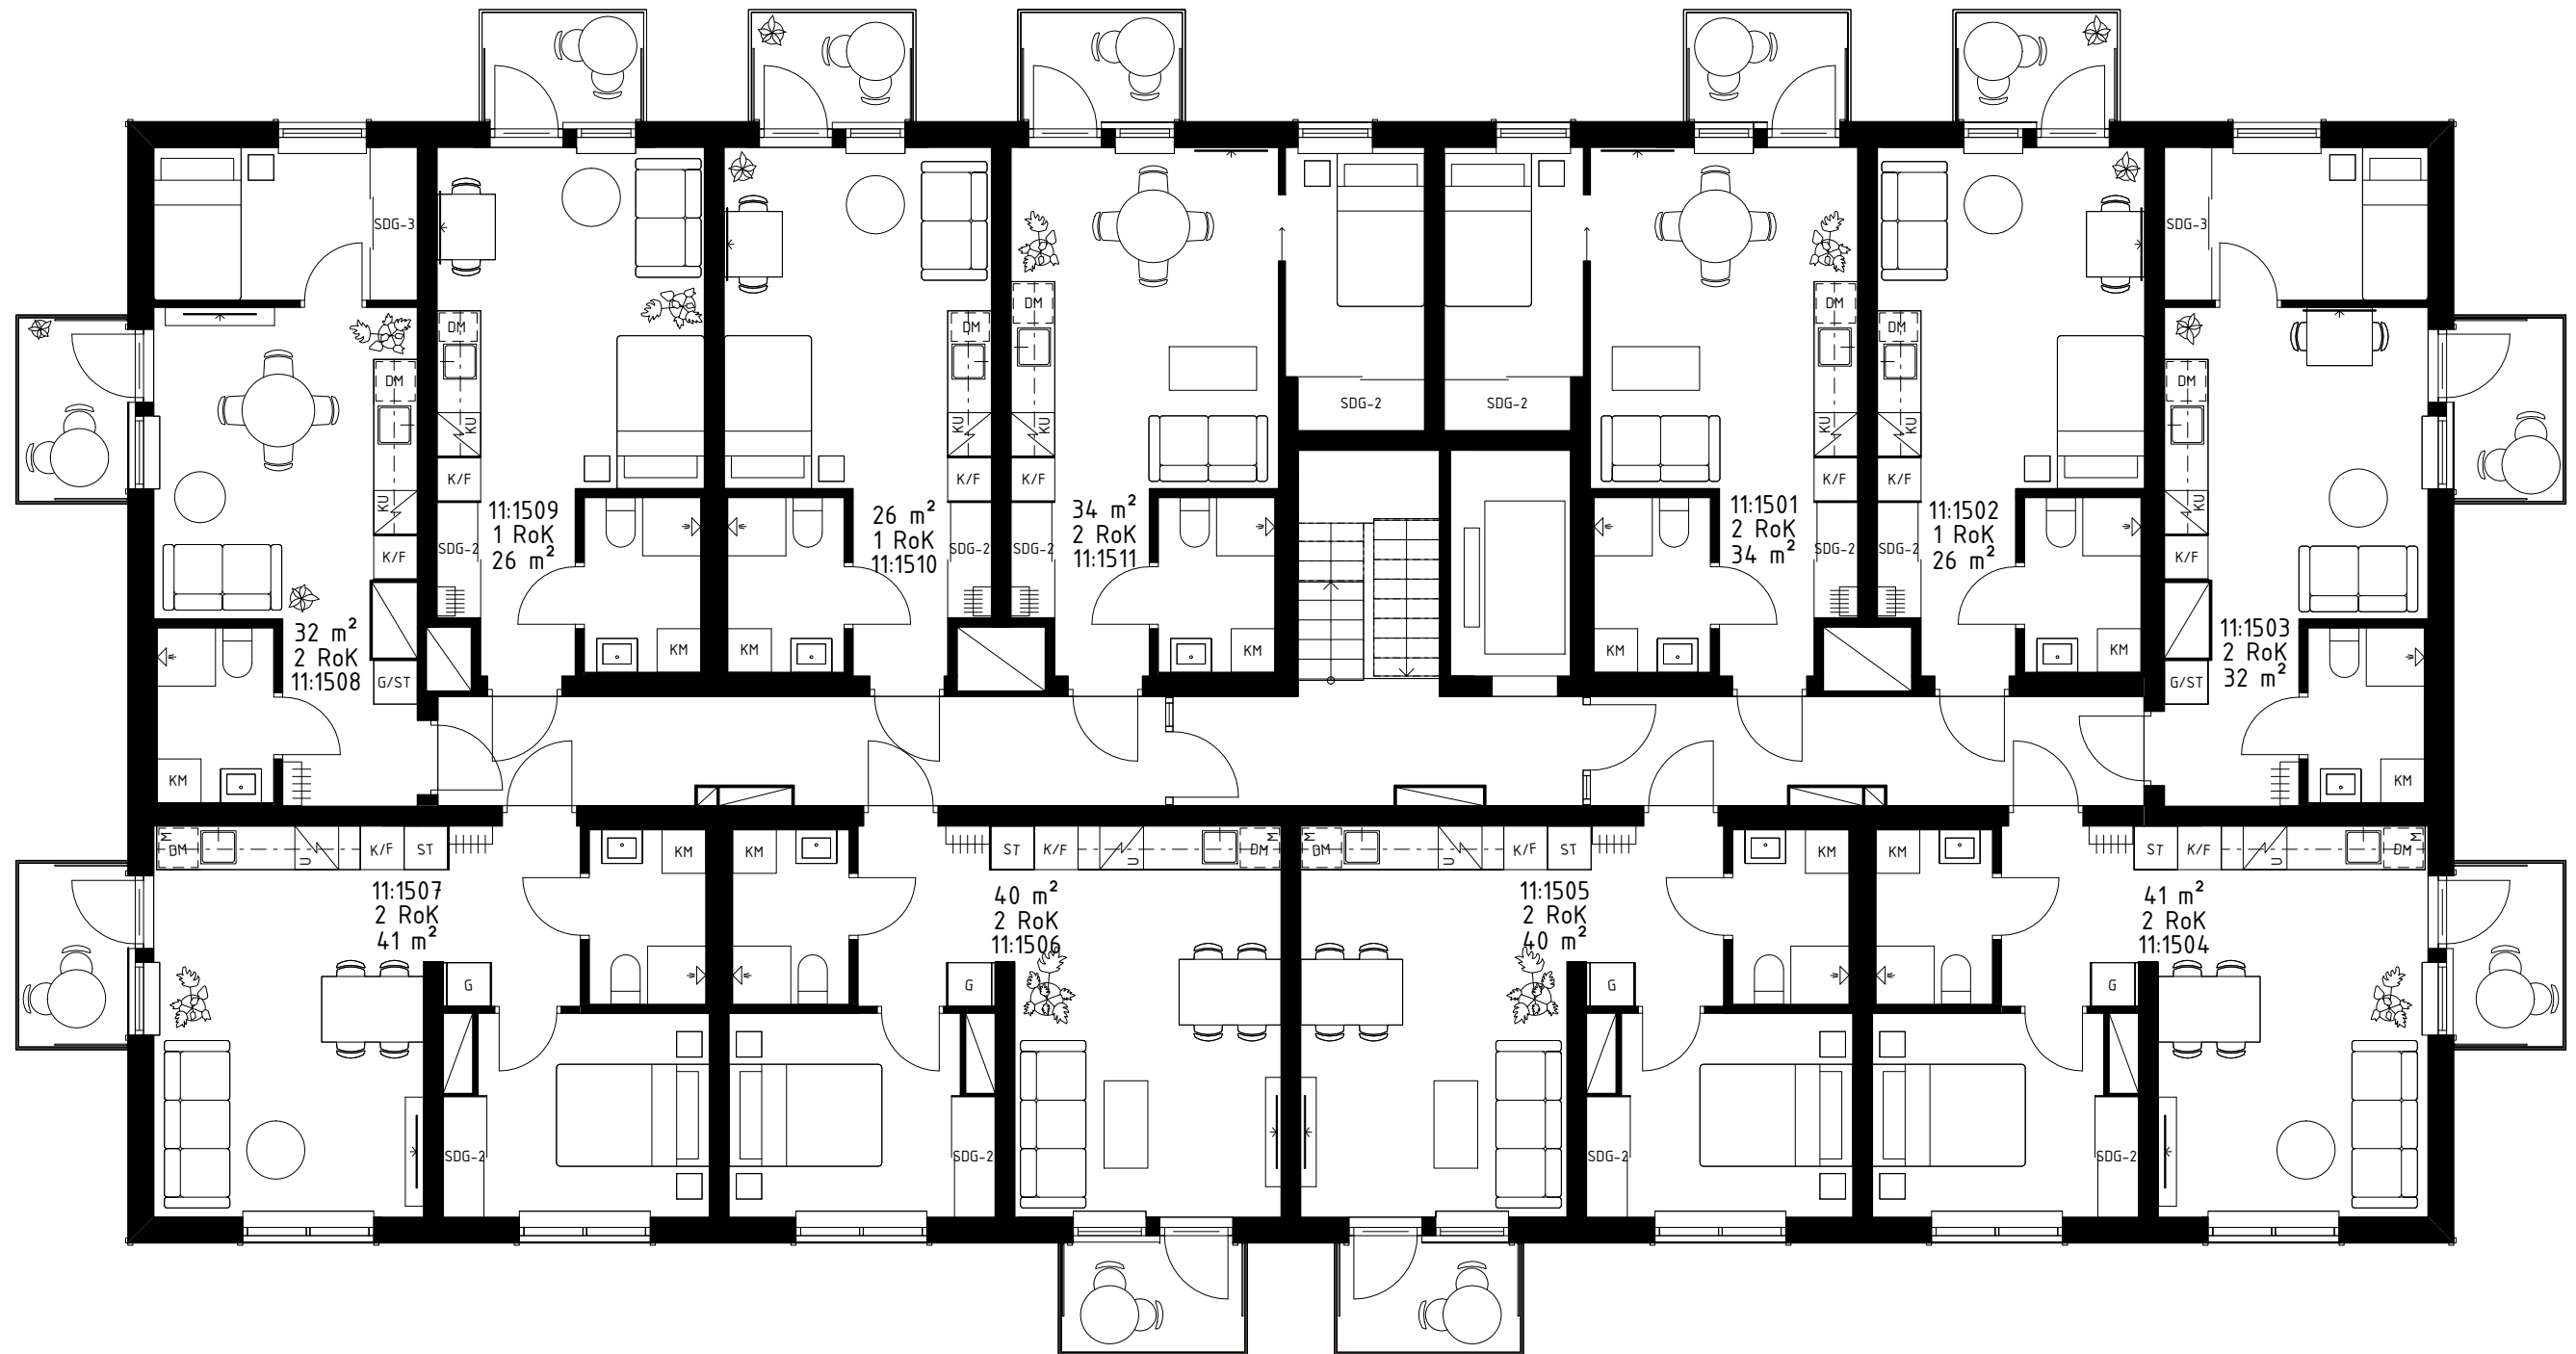 SDG-3
SDG-3
DM
DM
DM
DM
DM
DM
DM
DM
KU
KU
KU
KU
KU
KU
KU
KU
SDG-2
SDG-2
K/F
K/F
K/F
K/F
K/F
K/F
K/F
K/F
11:1509
1 RoK
26 m²
26 m²
1 RoK
11:1510
34 m²
2 RoK
11:1511
11:1501
2 RoK
34 m²
11:1502
1 RoK
26 m²
SDG-2
SDG-2
SDG-2
SDG-2
SDG-2
32 m²
2 RoK
11:1508
11:1503
2 RoK
32 m²
KM
KM
KM
KM
KM
G/ST
G/ST
KM
KM
DM
M
U
K/F
ST
KM
KM
ST
K/F
U
DM
M
DM
M
U
K/F
ST
KM
KM
ST
K/F
U
DM
M
11:1507
2 RoK
41 m²
40 m²
2 RoK
11:1506
11:1505
2 RoK
40 m²
41 m²
2 RoK
11:1504
G
G
G
G
SDG-2
SDG-2
SDG-2
SDG-2